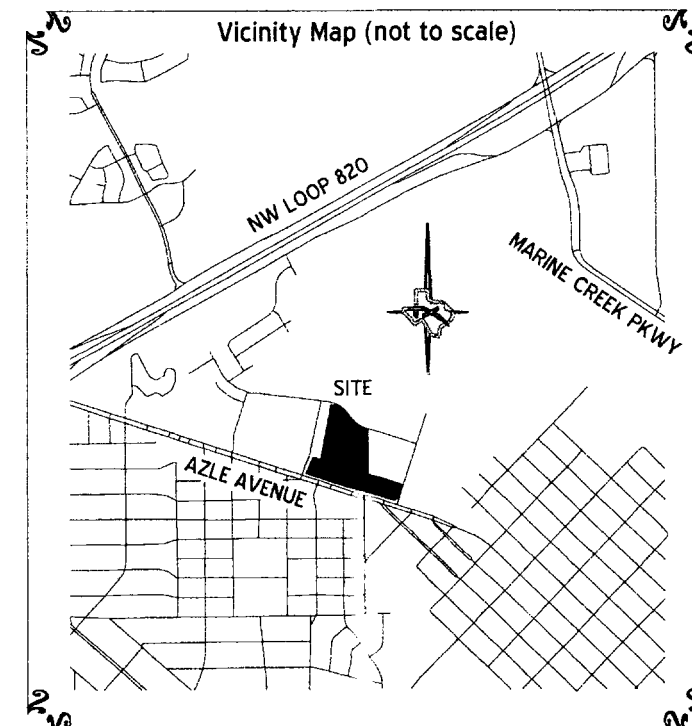 Vicinity Map (not to scale)
NW LOOP 820
MARINE CREEK PKWY
SITE
AZLE AVENUE